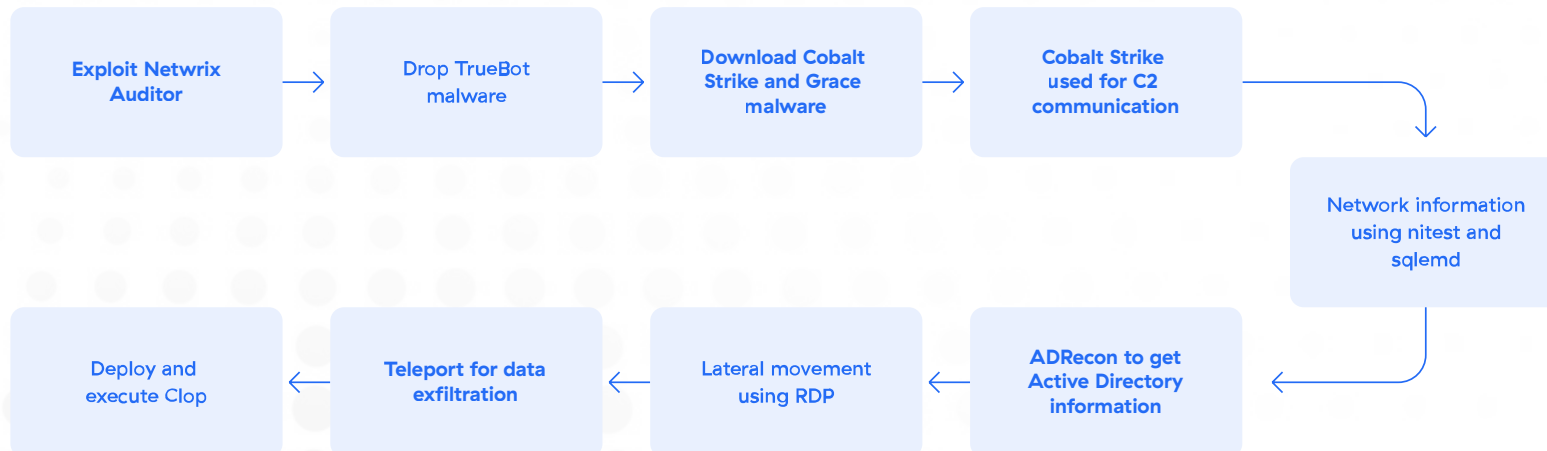 Exploit Netwrix
Auditor
Drop TrueBot
malware
Download Cobalt
Strike and Grace
malware
Cobalt Strike
used for C2
communication
Network information
using nitest and
sqlemd
ADRecon to get
Active Directory
information
Lateral movement
using RDP
Teleport for data
exfiltration
Deploy and
execute Clop